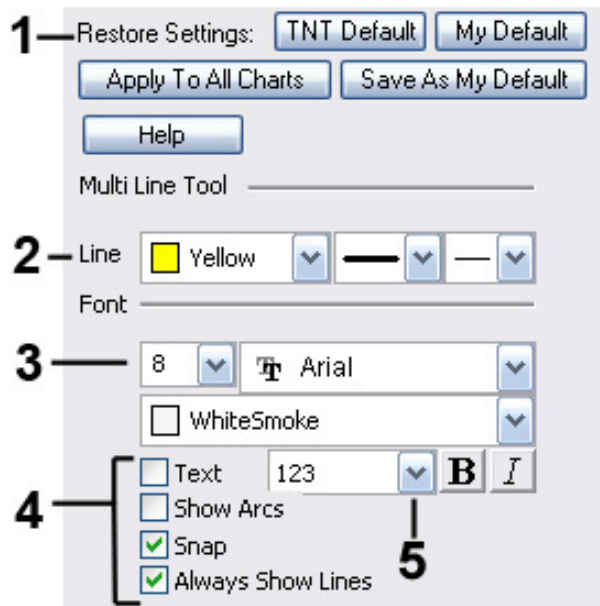 1 Restore Settings: TNT Default My Default
Apply To All Charts Save As My Default
Help
Multi Line Tool
2 Line Yellow
Font
3 8 Arial
WhiteSmoke
4 Text 123 B I
Show Arcs
5
Snap
Always Show Lines